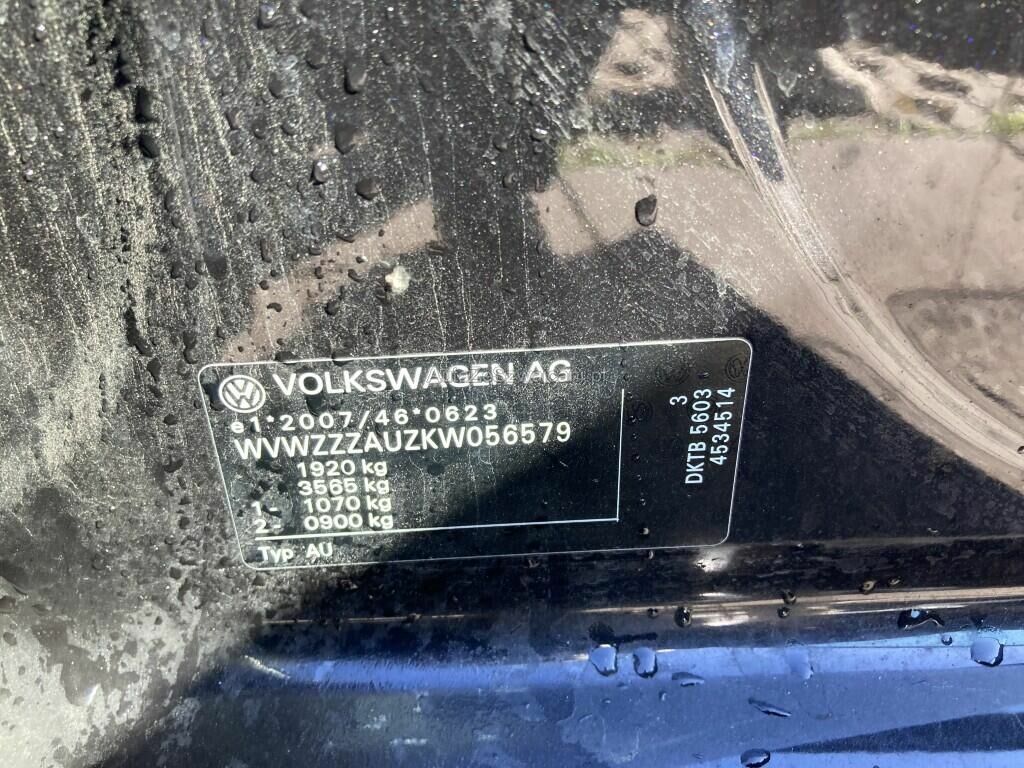 VOLKSWAGEN AG
e1*2007/46*0623
WVWZZZAUZKW056579
1920 kg
3565 kg
1- 1070 kg
2- 0900 kg
Typ AU
3
DKTB 5603
4534514